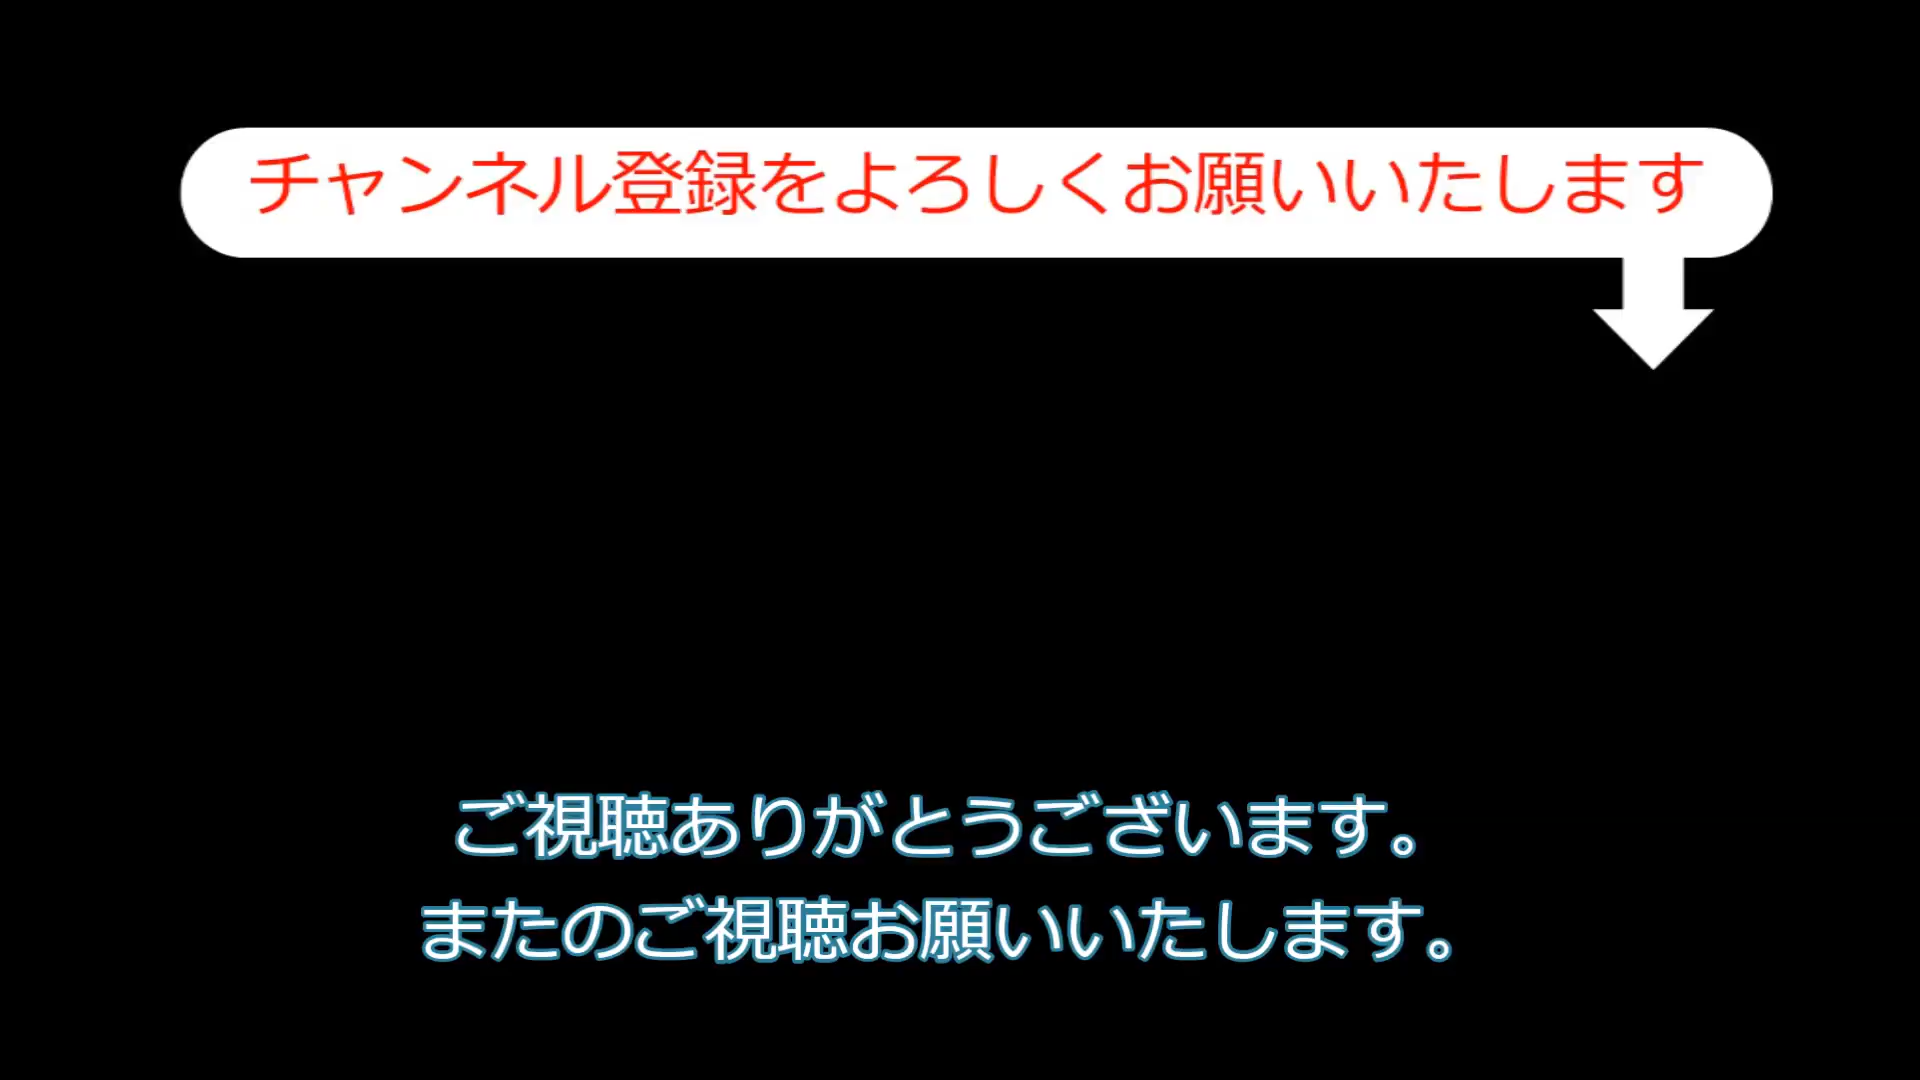 チャンネル登録をよろしくお願いいたします
ご視聴ありがとうございます。
またのご視聴お願いいたします。